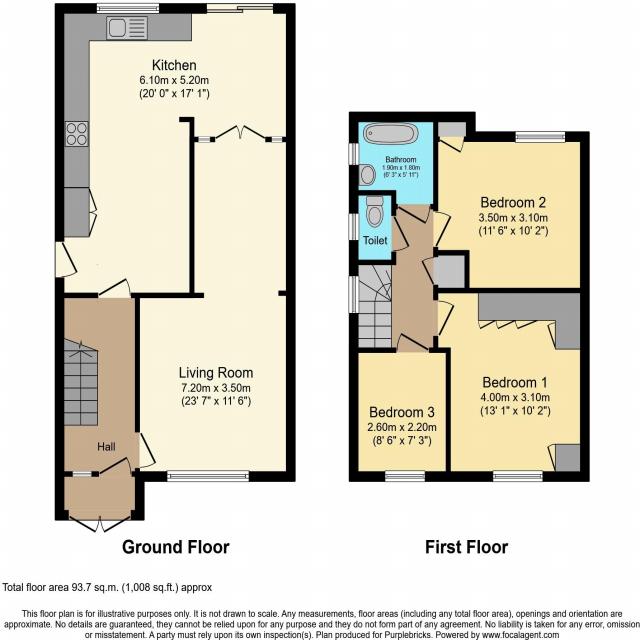 Kitchen
6.10m x 5.20m
(20' 0" x 17' 1")
Living Room
7.20m x 3.50m
(23' 7" x 11' 6")
Hall
Ground Floor
Bathroom
1.90m x 1.80m
(6' 3" x 5' 11")
Toilet
Bedroom 2
3.50m x 3.10m
(11' 6" x 10' 2")
Bedroom 1
4.00m x 3.10m
(13' 1" x 10' 2")
Bedroom 3
2.60m x 2.20m
(8' 6" x 7' 3")
First Floor
Total floor area 93.7 sq.m. (1,008 sq.ft.) approx
This floor plan is for illustrative purposes only. It is not drawn to scale. Any measurements, floor areas (including any total floor area), openings and orientation are
approximate. No details are guaranteed, they cannot be relied upon for any purpose and they do not form part of any agreement. No liability is taken for any error, omission
or misstatement. A party must rely upon its own inspection(s). Plan produced for Purplebricks. Powered by www.focalagent.com